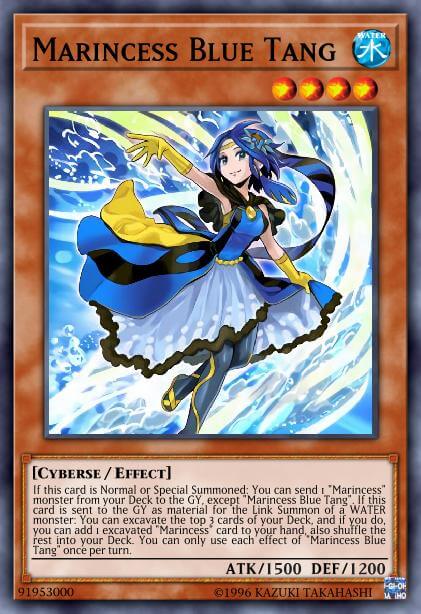 Marincess Blue Tang
WATER
水
[Cyberse / Effect]
If this card is Normal or Special Summoned: You can send 1 "Marincess"
monster from your Deck to the GY, except "Marincess Blue Tang". If this
card is sent to the GY as material for the Link Summon of a WATER
monster: You can excavate the top 3 cards of your Deck, and if you do,
you can add 1 excavated "Marincess" card to your hand, also shuffle the
rest into your Deck. You can only use each effect of "Marincess Blue
Tang" once per turn.
ATK/1500 DEF/1200
91953000
©1996 KAZUKI TAKAHASHI